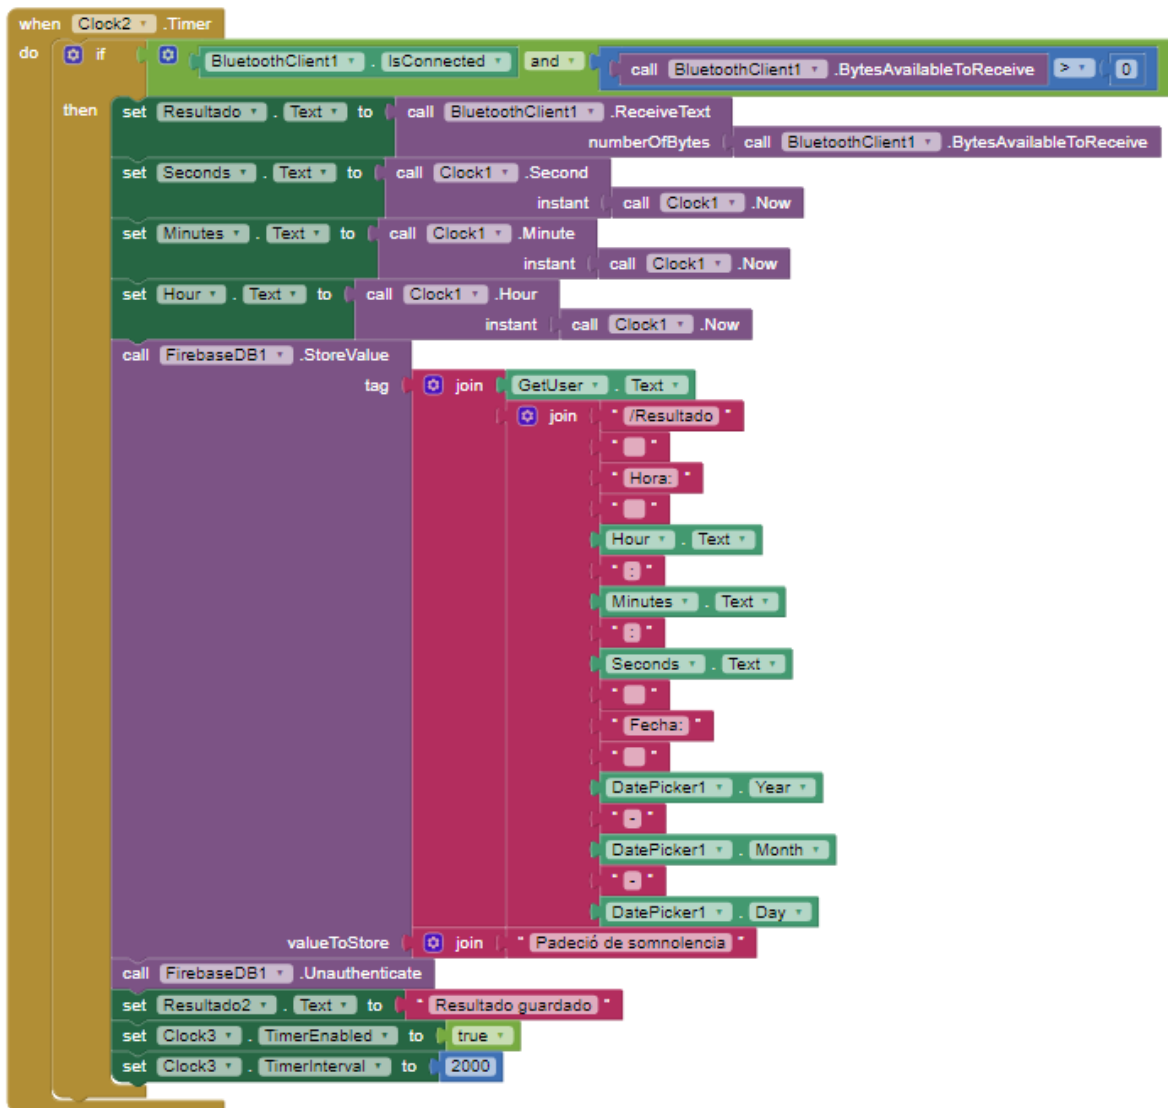 when Clock2 .Timer
do if BluetoothClient1 . IsConnected and call BluetoothClient1 .BytesAvailableToReceive > 0
then set Resultado . Text to call BluetoothClient1 .ReceiveText
numberOfBytes call BluetoothClient1 .BytesAvailableToReceive
set Seconds . Text to call Clock1 .Second
instant call Clock1 .Now
set Minutes . Text to call Clock1 .Minute
instant call Clock1 .Now
set Hour . Text to call Clock1 .Hour
instant call Clock1 .Now
call FirebaseDB1 .StoreValue
tag join GetUser . Text
join " /Resultado "
" "
" Hora: "
" "
Hour . Text
" : "
Minutes . Text
" : "
Seconds . Text
" "
" Fecha: "
" "
DatePicker1 . Year
" - "
DatePicker1 . Month
" - "
DatePicker1 . Day
valueToStore join " Padeció de somnolencia "
call FirebaseDB1 .Unauthenticate
set Resultado2 . Text to " Resultado guardado "
set Clock3 . TimerEnabled to true
set Clock3 . TimerInterval to 2000